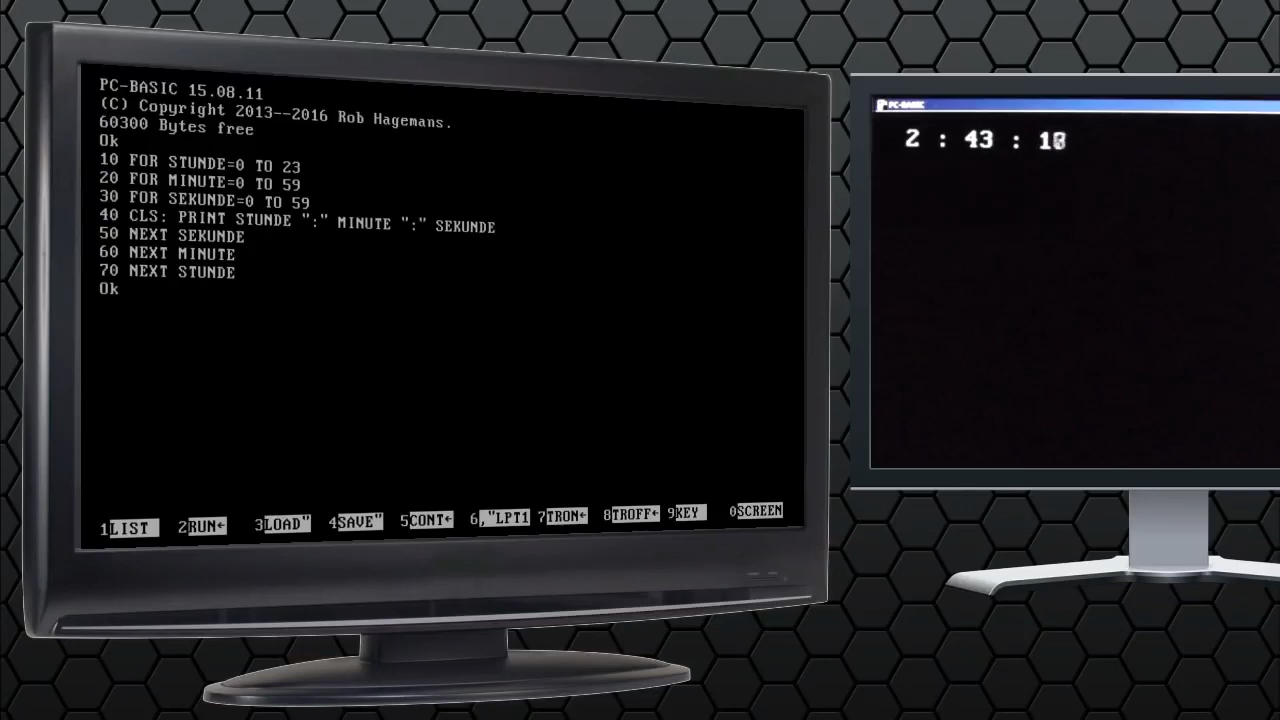 PC-BASIC 15.08.11
(C) Copyright 2013--2016 Rob Hagemans.
60300 Bytes free
Ok
10 FOR STUNDE=0 TO 23
20 FOR MINUTE=0 TO 59
30 FOR SEKUNDE=0 TO 59
40 CLS: PRINT STUNDE ":" MINUTE ":" SEKUNDE
50 NEXT SEKUNDE
60 NEXT MINUTE
70 NEXT STUNDE
Ok
1LIST 2RUN← 3LOAD" 4SAVE" 5CONT← 6,"LPT1 7TRON← 8TROFF← 9KEY 0SCREEN
PC-BASIC
2 : 43 :